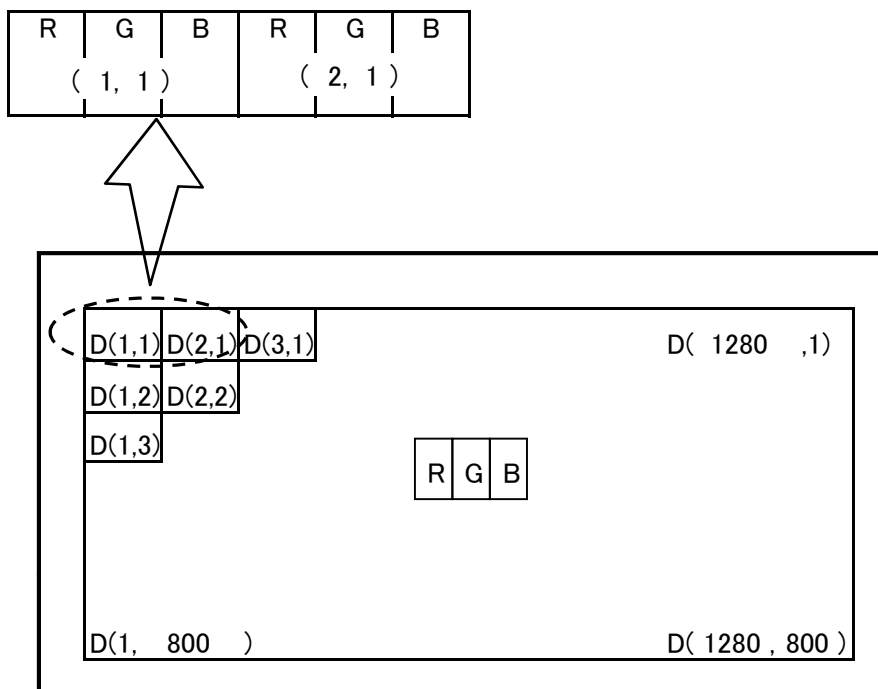 R G B R G B
( 1, 1 ) ( 2, 1 )
D(1,1) D(2,1) D(3,1) D( 1280 ,1)
D(1,2) D(2,2)
D(1,3)
R G B
D(1, 800 ) D( 1280 , 800 )